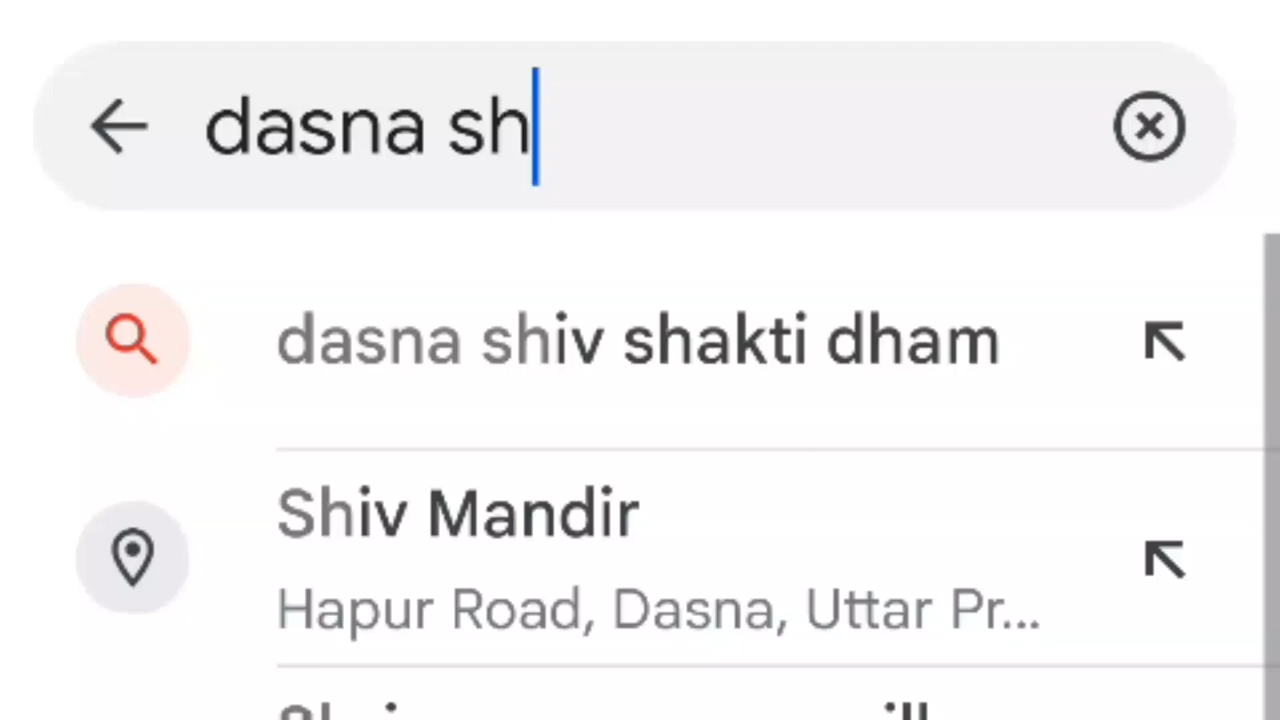 dasna sh
dasna shiv shakti dham
Shiv Mandir
Hapur Road, Dasna, Uttar Pr...